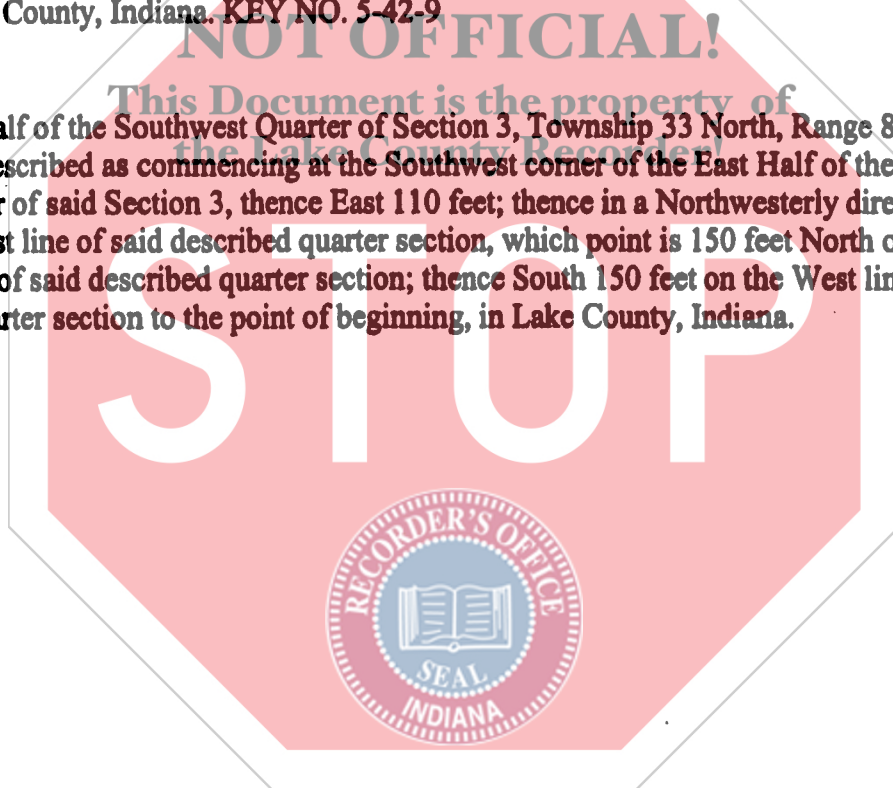 County, Indiana. KEY NO. 5-42-9
NOT OFFICIAL!
This Document is the property of
the Lake County Recorder!
alf of the Southwest Quarter of Section 3, Township 33 North, Range 8
escribed as commencing at the Southwest corner of the East Half of the
r of said Section 3, thence East 110 feet; thence in a Northwesterly dire
st line of said described quarter section, which point is 150 feet North o
of said described quarter section; thence South 150 feet on the West lin
rter section to the point of beginning, in Lake County, Indiana.
STOP
RECORDER'S OFFICE
SEAL
INDIANA